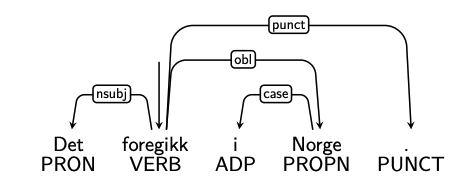 punct
obl
nsubj case
Det foregikk i Norge .
PRON VERB ADP PROPN PUNCT